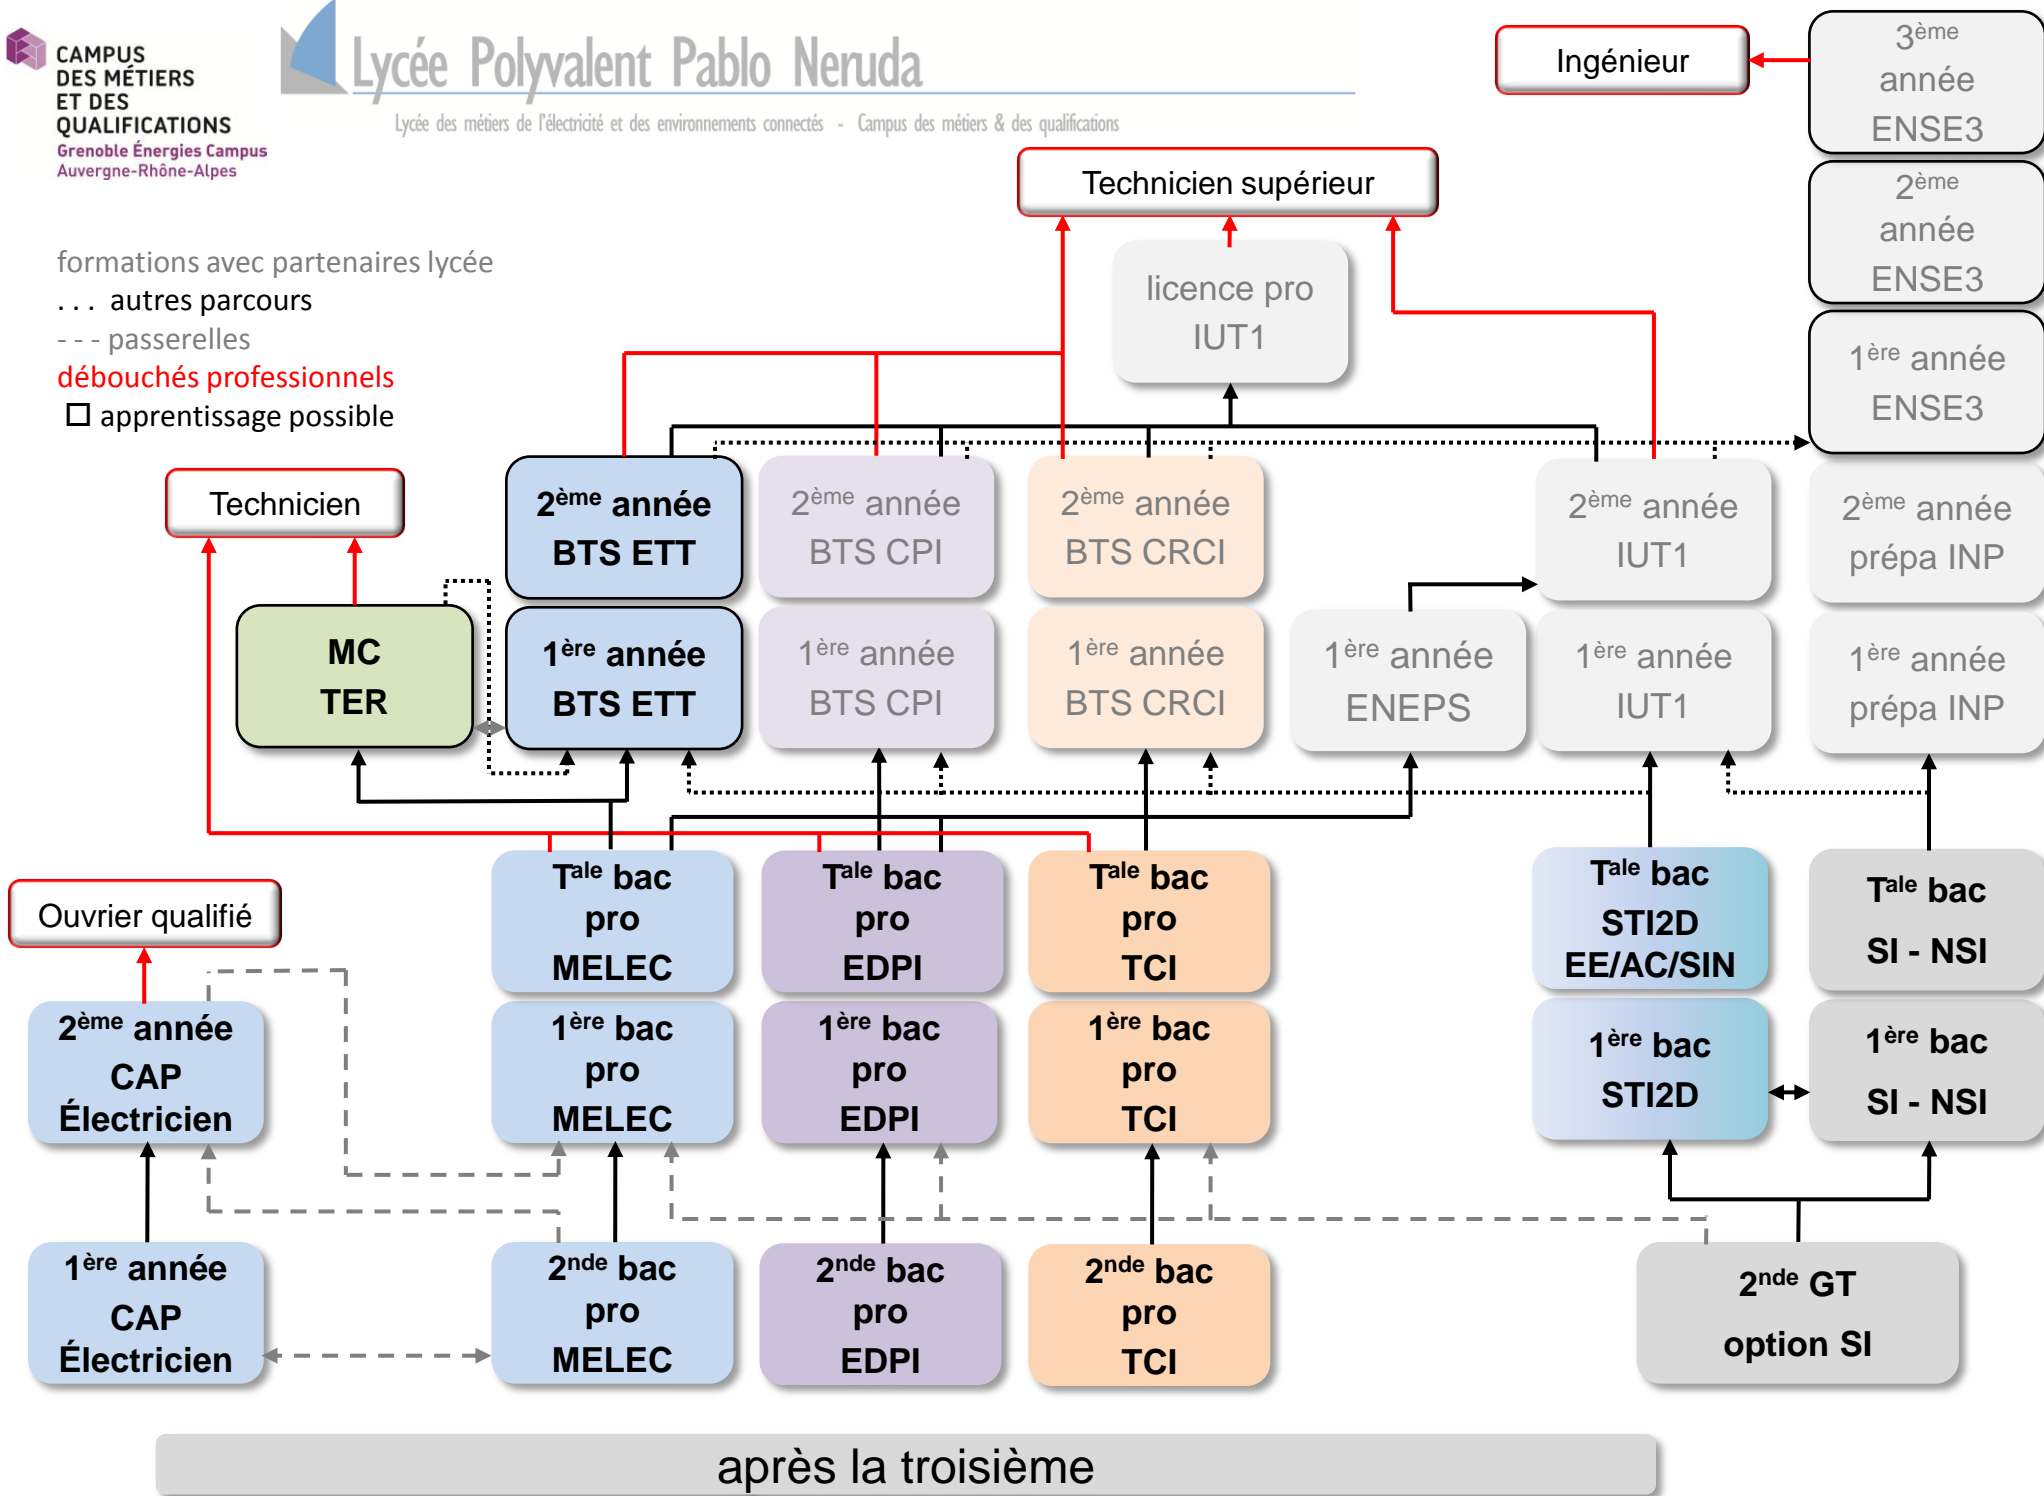 CAMPUS
DES MÉTIERS
ET DES
QUALIFICATIONS
Grenoble Énergies Campus
Auvergne-Rhône-Alpes
Lycée Polyvalent Pablo Neruda
Lycée des métiers de l'électricité et des environnements connectés - Campus des métiers & des qualifications
Ingénieur
3ème
année
ENSE3
Technicien supérieur
2ème
année
ENSE3
formations avec partenaires lycée
. . . autres parcours
- - - passerelles
débouchés professionnels
□ apprentissage possible
licence pro
IUT1
1ère année
ENSE3
Technicien
2ème année
BTS ETT
2ème année
BTS CPI
2ème année
BTS CRCI
2ème année
IUT1
2ème année
prépa INP
MC
TER
1ère année
BTS ETT
1ère année
BTS CPI
1ère année
BTS CRCI
1ère année
ENEPS
1ère année
IUT1
1ère année
prépa INP
Ouvrier qualifié
Tale bac
pro
MELEC
Tale bac
pro
EDPI
Tale bac
pro
TCI
Tale bac
STI2D
EE/AC/SIN
Tale bac
SI - NSI
2ème année
CAP
Électricien
1ère bac
pro
MELEC
1ère bac
pro
EDPI
1ère bac
pro
TCI
1ère bac
STI2D
1ère bac
SI - NSI
1ère année
CAP
Électricien
2nde bac
pro
MELEC
2nde bac
pro
EDPI
2nde bac
pro
TCI
2nde GT
option SI
après la troisième